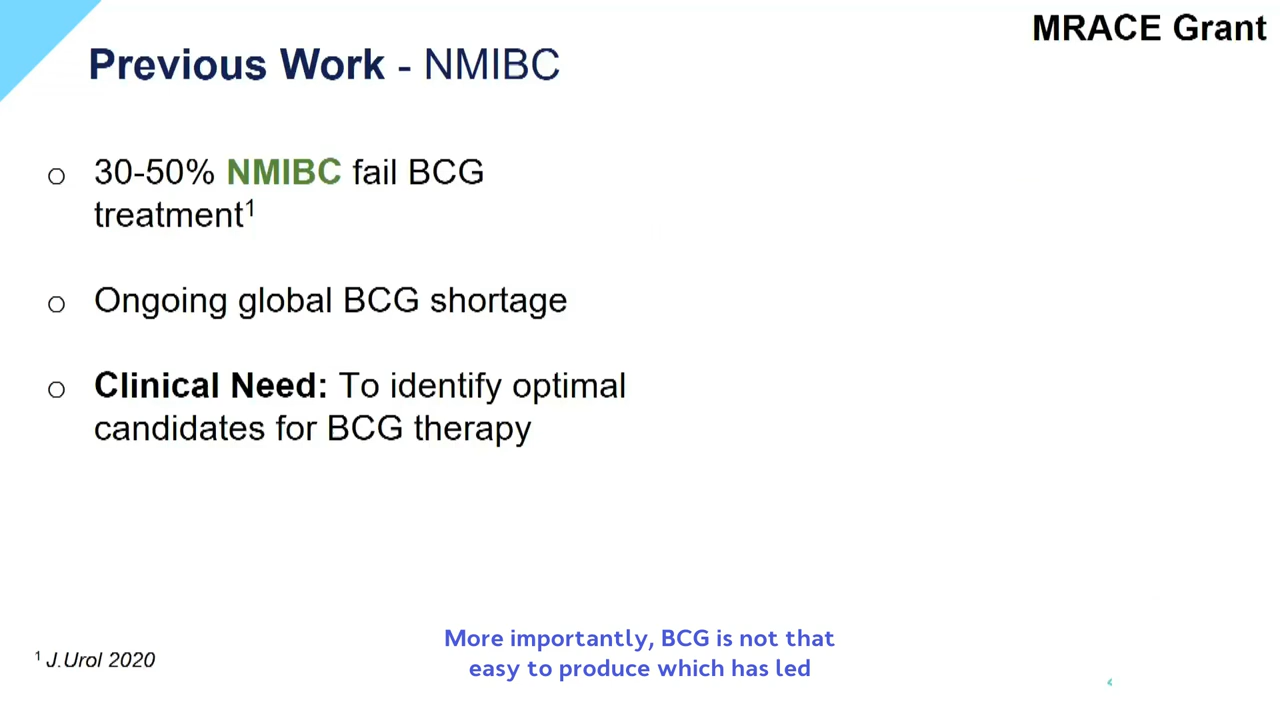 MRACE Grant
Previous Work - NMIBC
o 30-50% NMIBC fail BCG
treatment¹
o Ongoing global BCG shortage
o Clinical Need: To identify optimal
candidates for BCG therapy
¹ J.Urol 2020
More importantly, BCG is not that
easy to produce which has led